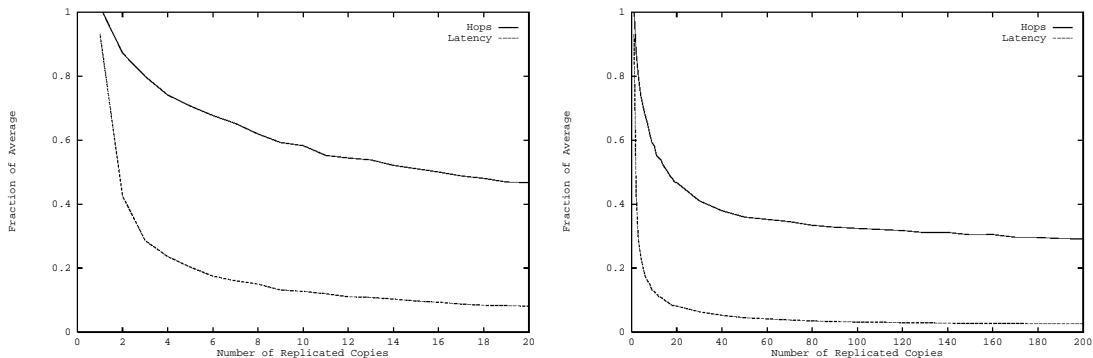 1
0.8
0.6
0.4
0.2
0
0 2 4 6 8 10 12 14 16 18 20
Fraction of Average
Number of Replicated Copies
Hops
Latency
1
0.8
0.6
0.4
0.2
0
0 20 40 60 80 100 120 140 160 180 200
Fraction of Average
Number of Replicated Copies
Hops
Latency